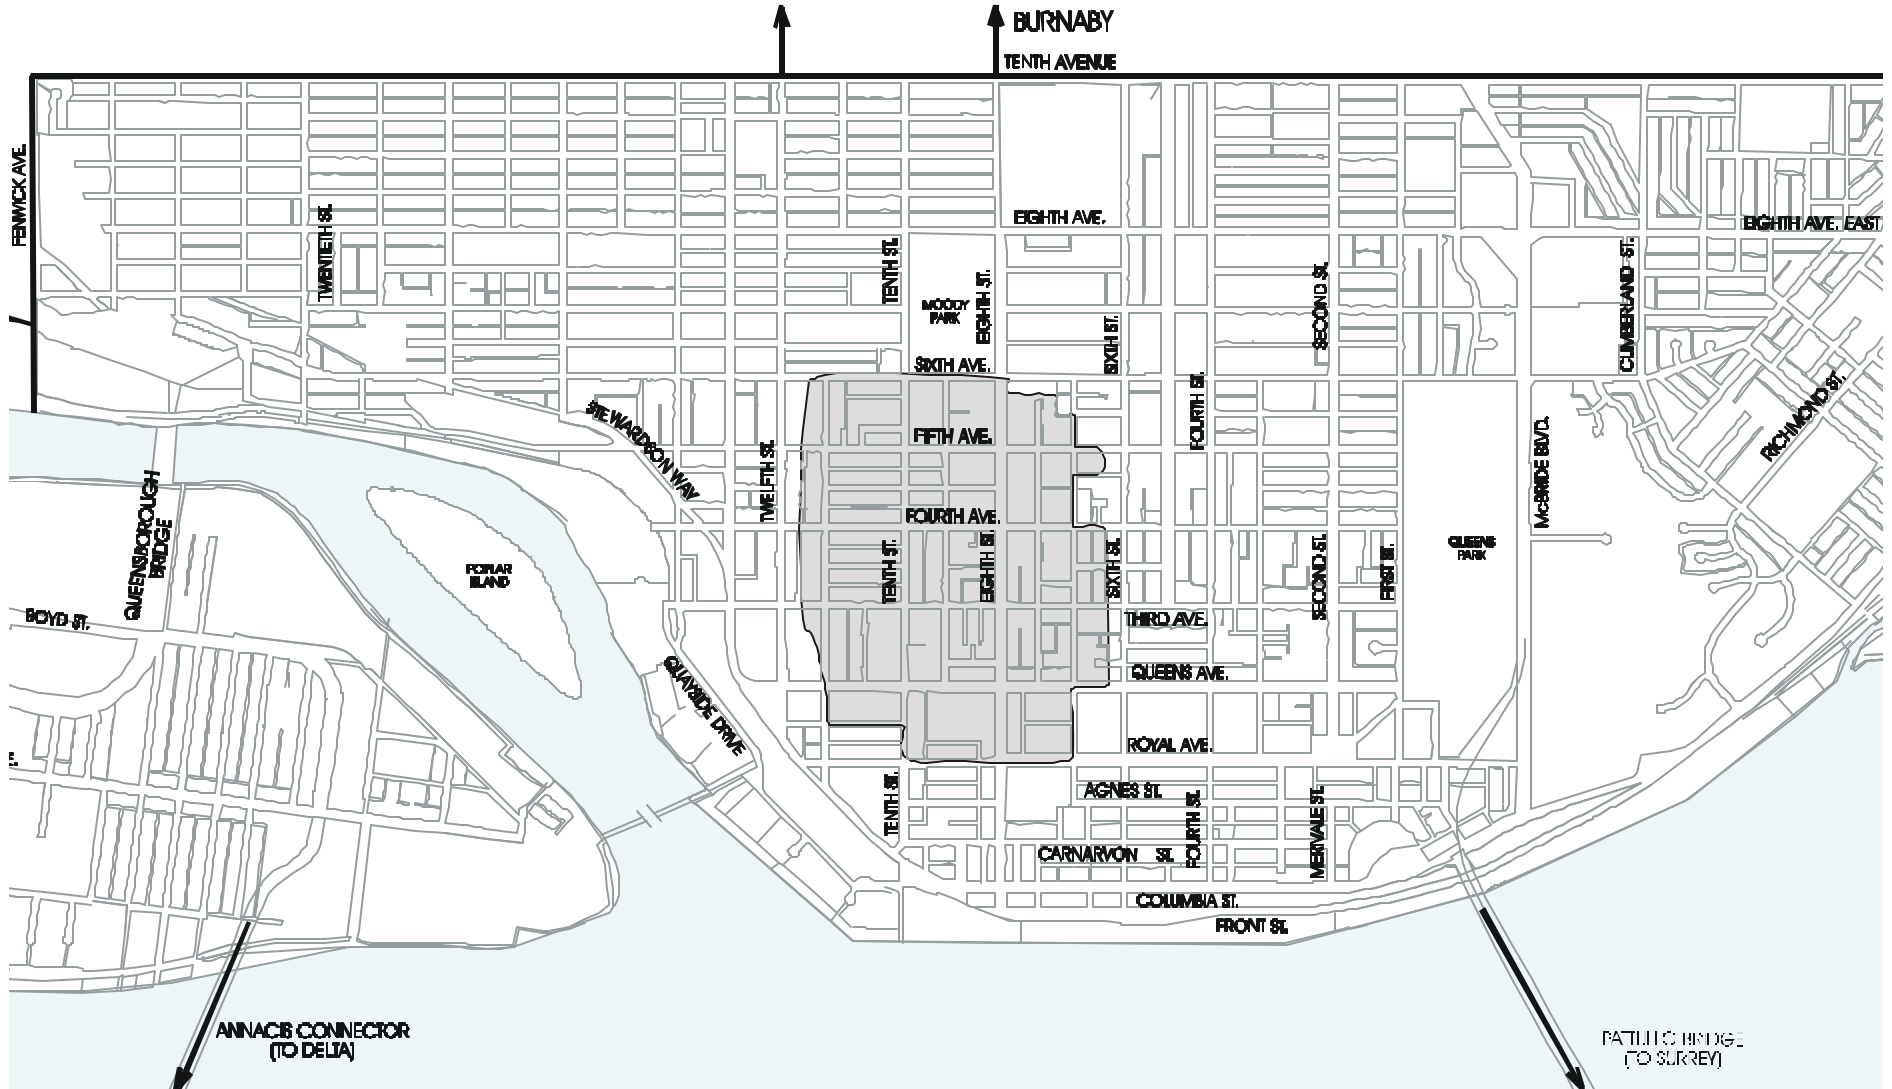 BURNABY
TENTH AVENUE
FENWICK AVE.
TWENTIETH ST.
EIGHTH AVE.
EIGHTH AVE. EAST
TENTH ST.
MOODY
PARK
EIGHTH ST.
SIXTH ST.
SECOND ST.
CUMBERLAND ST.
SIXTH AVE.
STEWARDSON WAY
TWELFTH ST.
FIFTH AVE.
FOURTH ST.
McBRIDE BLVD.
RICHMOND ST.
QUEENSBOROUGH
BRIDGE
FOURTH AVE.
POPLAR
ISLAND
TENTH ST.
EIGHTH ST.
SIXTH ST.
SECOND ST.
FIRST ST.
QUEENS
PARK
BOYD ST.
THIRD AVE.
QUEENS AVE.
QUAYSIDE DRIVE
ROYAL AVE.
E.
TENTH ST.
AGNES ST.
FOURTH ST.
MERIVALE ST.
CARNARVON ST.
COLUMBIA ST.
FRONT ST.
ANNACIS CONNECTOR
(TO DELTA)
PATTULLO BRIDGE
(TO SURREY)